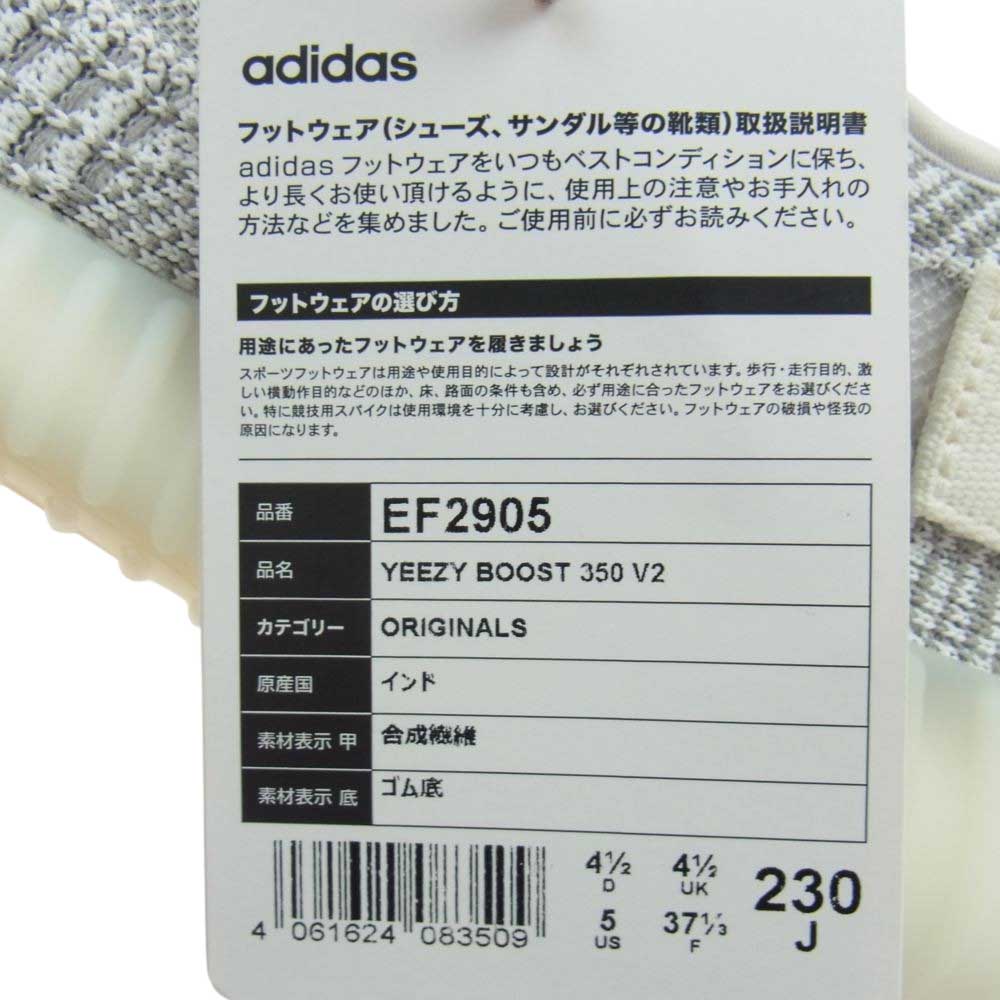 adidas
フットウェア(シューズ、サンダル等の靴類)取扱説明書
adidas フットウェアをいつもベストコンディションに保ち、
より長くお使い頂けるように、使用上の注意やお手入れの
方法などを集めました。ご使用前に必ずお読みください。
フットウェアの選び方
用途にあったフットウェアを履きましょう
スポーツフットウェアは用途や使用目的によって設計がそれぞれされています。歩行・走行目的、激
しい横動作目的などのほか、床、路面の条件も含め、必ず用途に合ったフットウェアをお選びくださ
い。特に競技用スパイクは使用環境を十分に考慮し、お選びください。フットウェアの破損や怪我の
原因になります。
品番 EF2905
品名 YEEZY BOOST 350 V2
カテゴリー ORIGINALS
原産国 インド
素材表示 甲 合成繊維
素材表示 底 ゴム底
4½ 4½ 230
D UK J
5 37⅓
US F
4 061624 083509